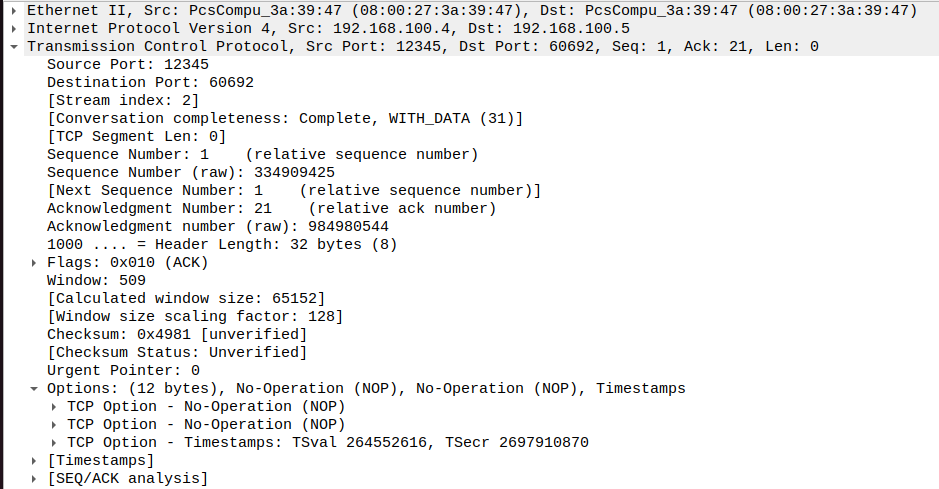 Ethernet II, Src: PcsCompu_3a:39:47 (08:00:27:3a:39:47), Dst: PcsCompu_3a:39:47 (08:00:27:3a:39:47)
Internet Protocol Version 4, Src: 192.168.100.4, Dst: 192.168.100.5
Transmission Control Protocol, Src Port: 12345, Dst Port: 60692, Seq: 1, Ack: 21, Len: 0
Source Port: 12345
Destination Port: 60692
[Stream index: 2]
[Conversation completeness: Complete, WITH_DATA (31)]
[TCP Segment Len: 0]
Sequence Number: 1    (relative sequence number)
Sequence Number (raw): 334909425
[Next Sequence Number: 1    (relative sequence number)]
Acknowledgment Number: 21    (relative ack number)
Acknowledgment number (raw): 984980544
1000 .... = Header Length: 32 bytes (8)
Flags: 0x010 (ACK)
Window: 509
[Calculated window size: 65152]
[Window size scaling factor: 128]
Checksum: 0x4981 [unverified]
[Checksum Status: Unverified]
Urgent Pointer: 0
Options: (12 bytes), No-Operation (NOP), No-Operation (NOP), Timestamps
TCP Option - No-Operation (NOP)
TCP Option - No-Operation (NOP)
TCP Option - Timestamps: TSval 264552616, TSecr 2697910870
[Timestamps]
[SEQ/ACK analysis]